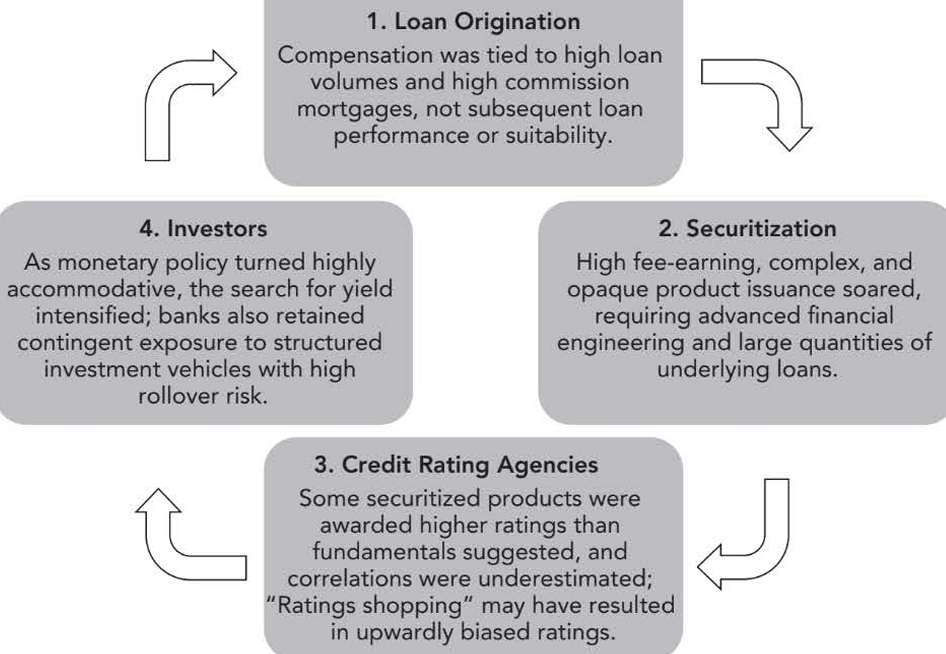 1. Loan Origination
Compensation was tied to high loan
volumes and high commission
mortgages, not subsequent loan
performance or suitability.
2. Securitization
High fee-earning, complex, and
opaque product issuance soared,
requiring advanced financial
engineering and large quantities of
underlying loans.
3. Credit Rating Agencies
Some securitized products were
awarded higher ratings than
fundamentals suggested, and
correlations were underestimated;
“Ratings shopping” may have resulted
in upwardly biased ratings.
4. Investors
As monetary policy turned highly
accommodative, the search for yield
intensified; banks also retained
contingent exposure to structured
investment vehicles with high
rollover risk.